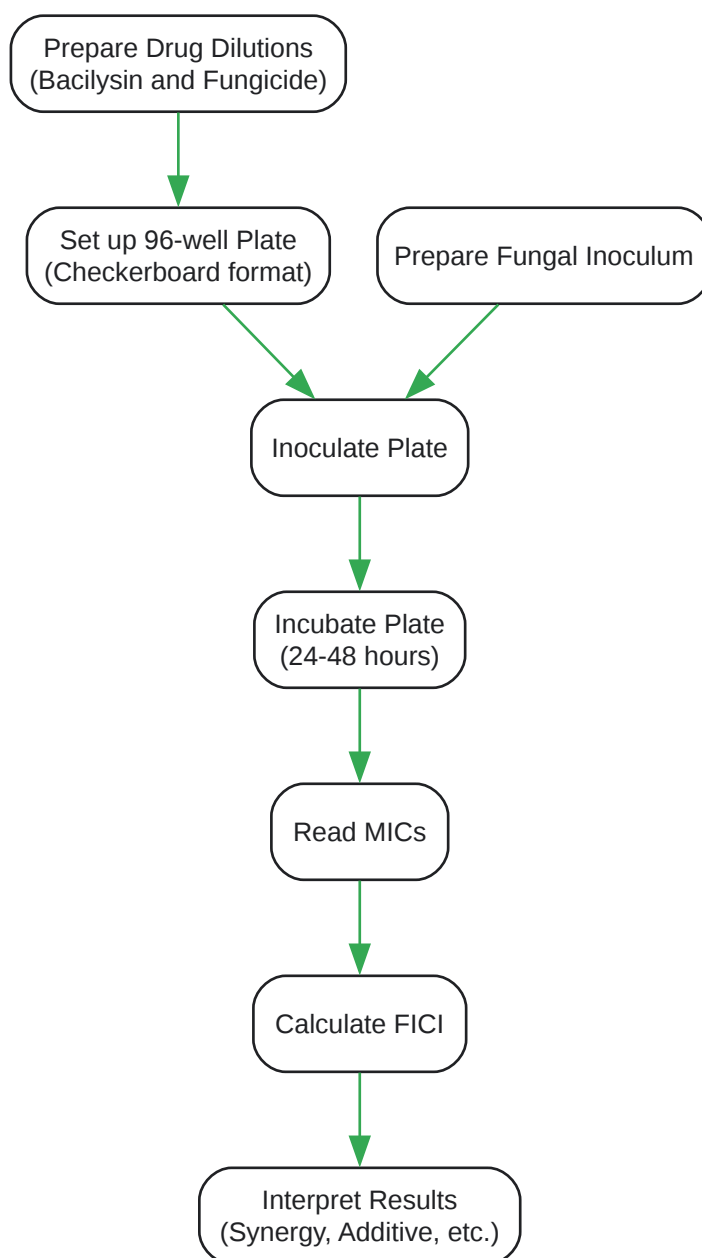 Prepare Drug Dilutions
(Bacilysin and Fungicide)
Set up 96-well Plate
(Checkerboard format)
Prepare Fungal Inoculum
Inoculate Plate
Incubate Plate
(24-48 hours)
Read MICs
Calculate FICI
Interpret Results
(Synergy, Additive, etc.)